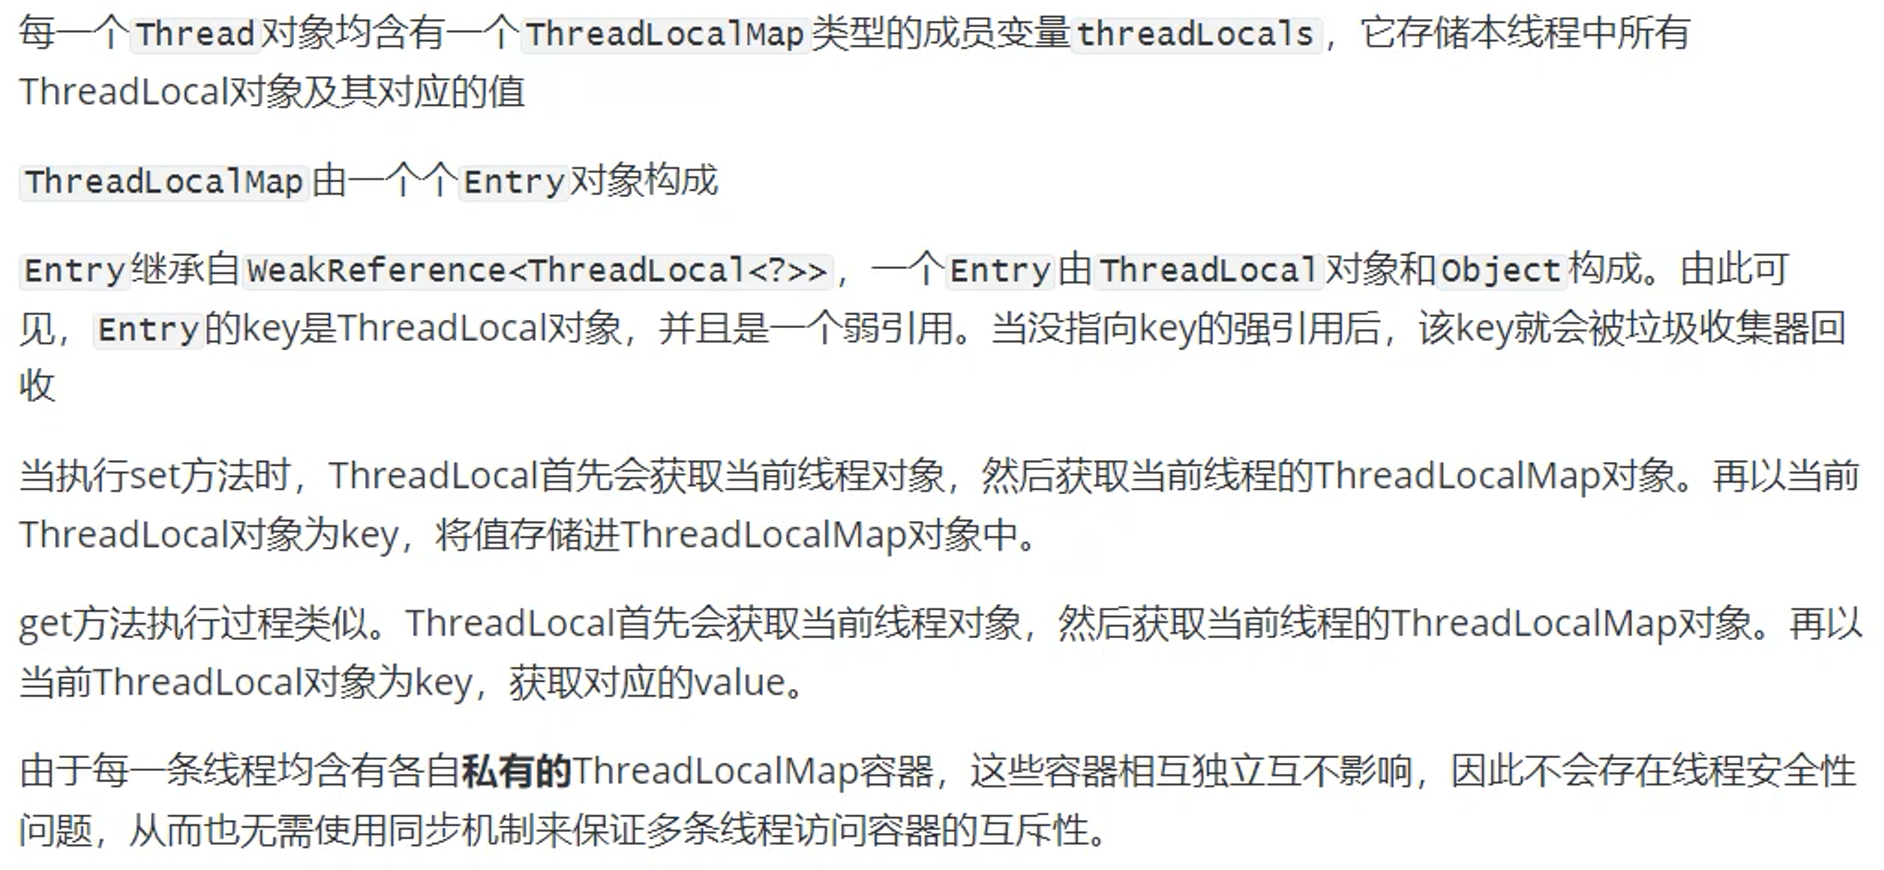 每一个Thread对象均含有一个ThreadLocalMap类型的成员变量threadLocals，它存储本线程中所有
ThreadLocal对象及其对应的值
ThreadLocalMap由一个个Entry对象构成
Entry继承自WeakReference<ThreadLocal<?>>，一个Entry由ThreadLocal对象和Object构成。由此可
见，Entry的key是ThreadLocal对象，并且是一个弱引用。当没指向key的强引用后，该key就会被垃圾收集器回
收
当执行set方法时，ThreadLocal首先会获取当前线程对象，然后获取当前线程的ThreadLocalMap对象。再以当前
ThreadLocal对象为key，将值存储进ThreadLocalMap对象中。
get方法执行过程类似。ThreadLocal首先会获取当前线程对象，然后获取当前线程的ThreadLocalMap对象。再以
当前ThreadLocal对象为key，获取对应的value。
由于每一条线程均含有各自私有的ThreadLocalMap容器，这些容器相互独立互不影响，因此不会存在线程安全性
问题，从而也无需使用同步机制来保证多条线程访问容器的互斥性。